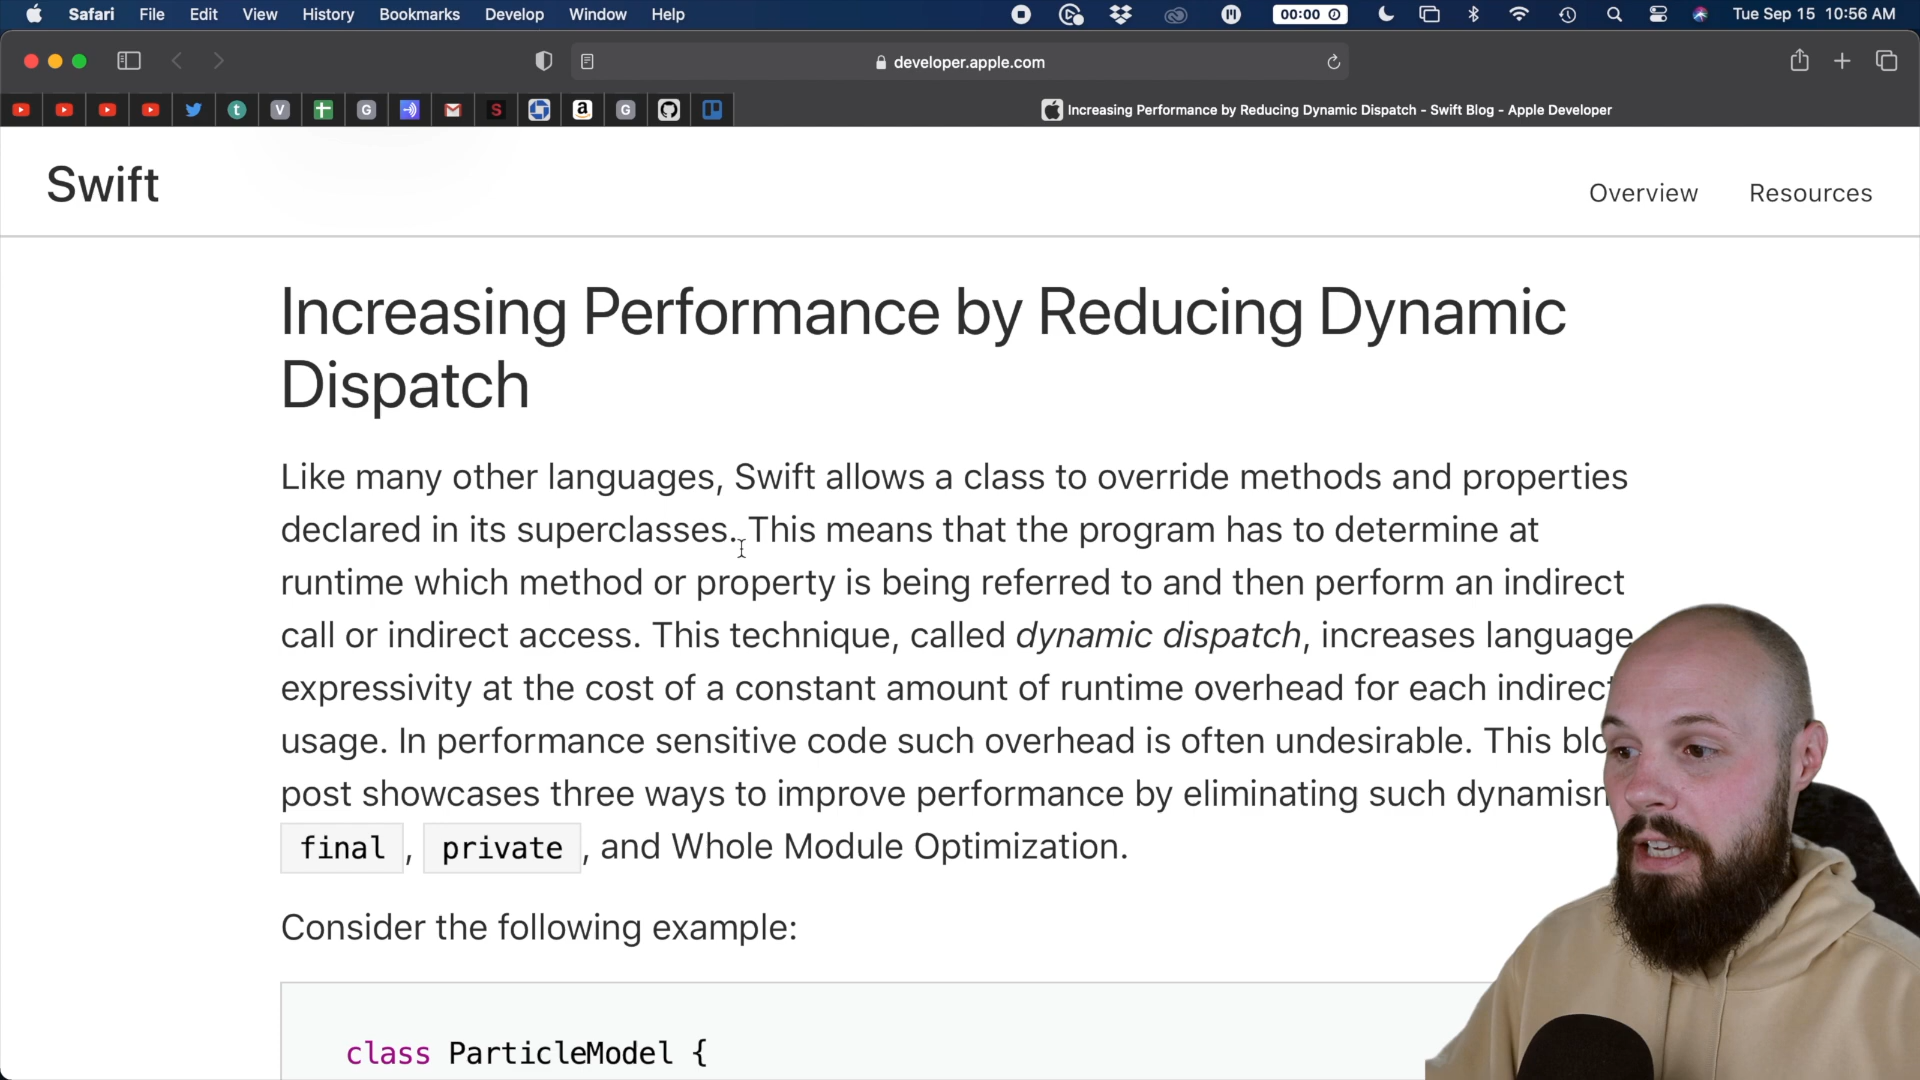 Safari File Edit View History Bookmarks Develop Window Help 00:00 Tue Sep 15 10:56 AM
developer.apple.com
t V G S a G Increasing Performance by Reducing Dynamic Dispatch - Swift Blog - Apple Developer
Swift Overview Resources
Increasing Performance by Reducing Dynamic
Dispatch
Like many other languages, Swift allows a class to override methods and properties
declared in its superclasses. This means that the program has to determine at
runtime which method or property is being referred to and then perform an indirect
call or indirect access. This technique, called dynamic dispatch, increases language
expressivity at the cost of a constant amount of runtime overhead for each indirect
usage. In performance sensitive code such overhead is often undesirable. This blo
post showcases three ways to improve performance by eliminating such dynamism
final , private , and Whole Module Optimization.
Consider the following example:
class ParticleModel {